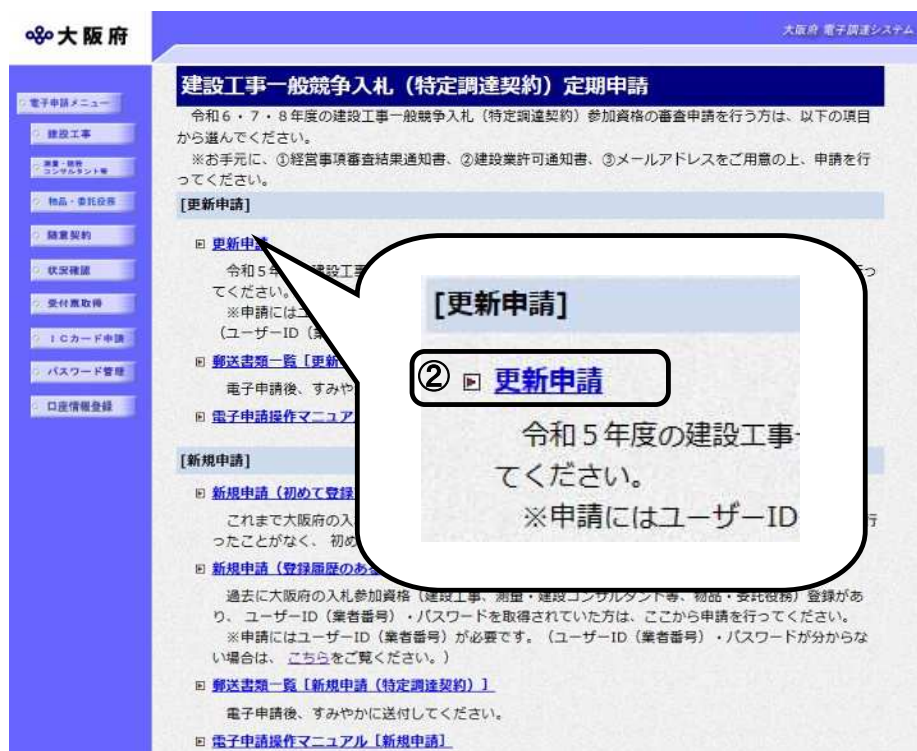 大阪府
大阪府 電子調達システム
電子申請メニュー
建設工事
測量・建設
コンサルタント等
物品・委託役務
随意契約
状況確認
受付票取得
ICカード申請
パスワード管理
口座情報登録
建設工事一般競争入札（特定調達契約）定期申請
令和6・7・8年度の建設工事一般競争入札（特定調達契約）参加資格の審査申請を行う方は、以下の項目
から選んでください。
※お手元に、①経営事項審査結果通知書、②建設業許可通知書、③メールアドレスをご用意の上、申請を行
ってください。
[更新申請]
更新申請
令和5年
建設工事
行っ
てください。
※申請にはユ
（ユーザーID（業
郵送書類一覧［更新
電子申請後、すみや
電子申請操作マニュア
[更新申請]
② 更新申請
令和5年度の建設工事
てください。
※申請にはユーザーID
[新規申請]
新規申請（初めて登録
これまで大阪府の入
行
ったことがなく、 初め
新規申請（登録履歴のある
過去に大阪府の入札参加資格（建設工事、測量・建設コンサルタント等、物品・委託役務）登録があ
り、 ユーザーID（業者番号）・パスワードを取得されていた方は、ここから申請を行ってください。
※申請にはユーザーID（業者番号）が必要です。（ユーザーID（業者番号）・パスワードが分からな
い場合は、 こちらをご覧ください。）
郵送書類一覧［新規申請（特定調達契約）］
電子申請後、すみやかに送付してください。
電子申請操作マニュアル［新規申請］